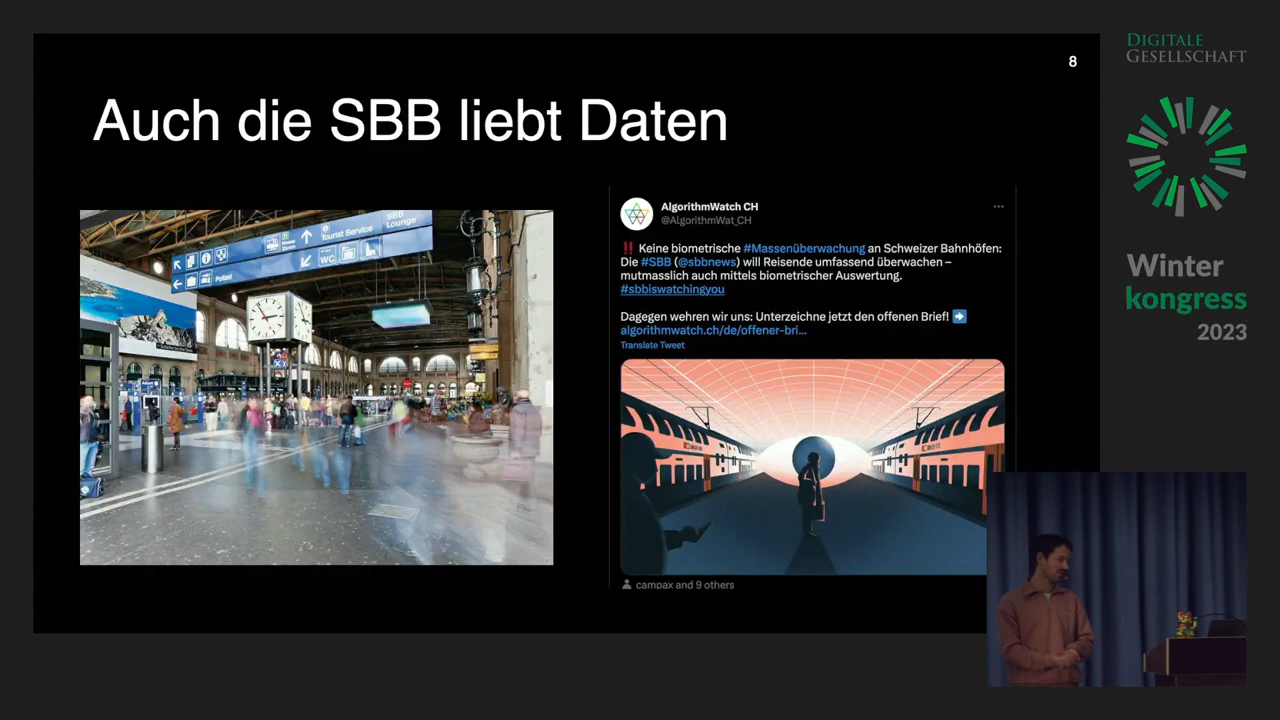 8
Auch die SBB liebt Daten
SBB
Lounge
Tourist Service
WC
Polizei
AlgorithmWatch CH
@AlgorithmWat_CH
‼ Keine biometrische #Massenüberwachung an Schweizer Bahnhöfen:
Die #SBB (@sbbnews) will Reisende umfassend überwachen –
mutmasslich auch mittels biometrischer Auswertung.
#sbbiswatchingyou
Dagegen wehren wir uns: Unterzeichne jetzt den offenen Brief! ➡
algorithmwatch.ch/de/offener-bri...
Translate Tweet
campax and 9 others
DIGITALE
GESELLSCHAFT
Winter
kongress
2023